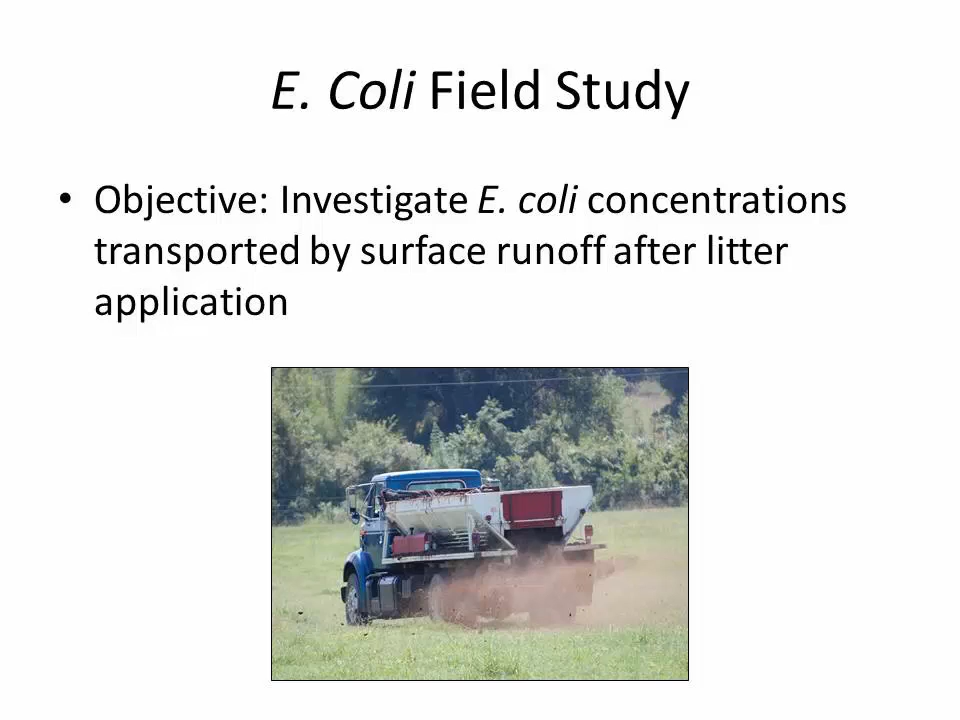 E. Coli Field Study
• Objective: Investigate E. coli concentrations
transported by surface runoff after litter
application